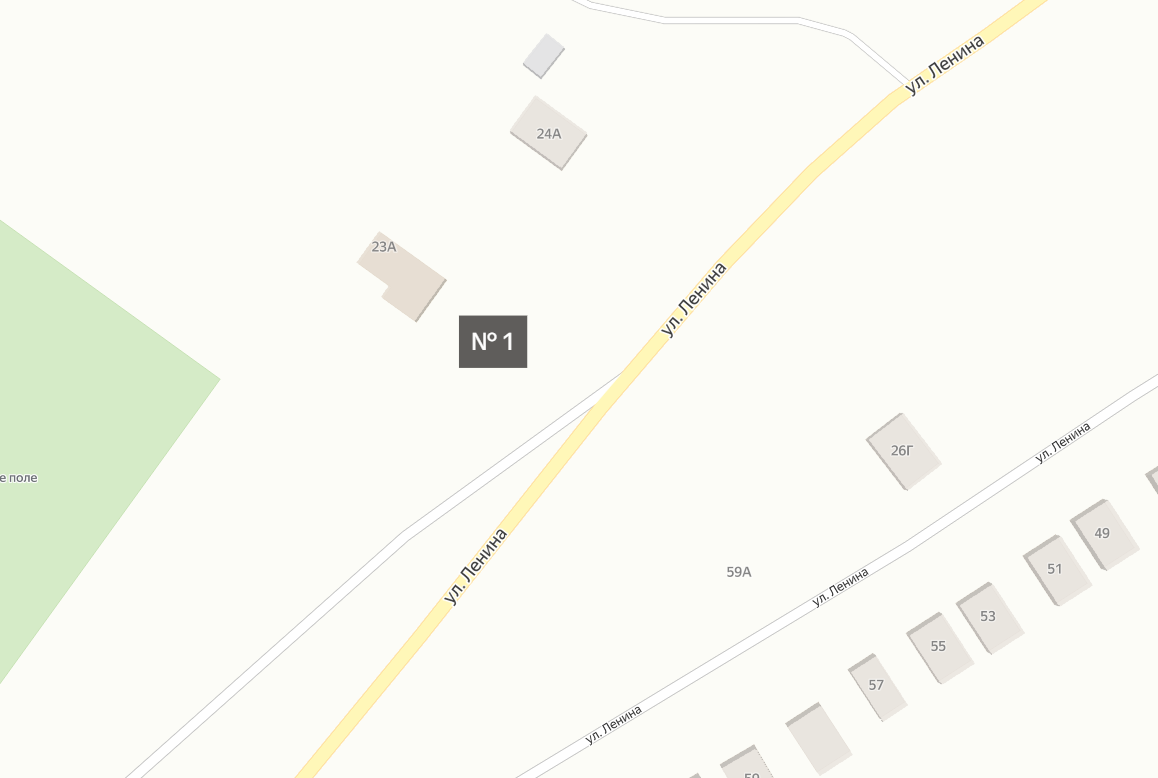 ул. Ленина
24А
23А
ул. Ленина
№ 1
ул. Ленина
26Г
е поле
49
ул. Ленина
51
59А
ул. Ленина
53
55
57
ул. Ленина
59